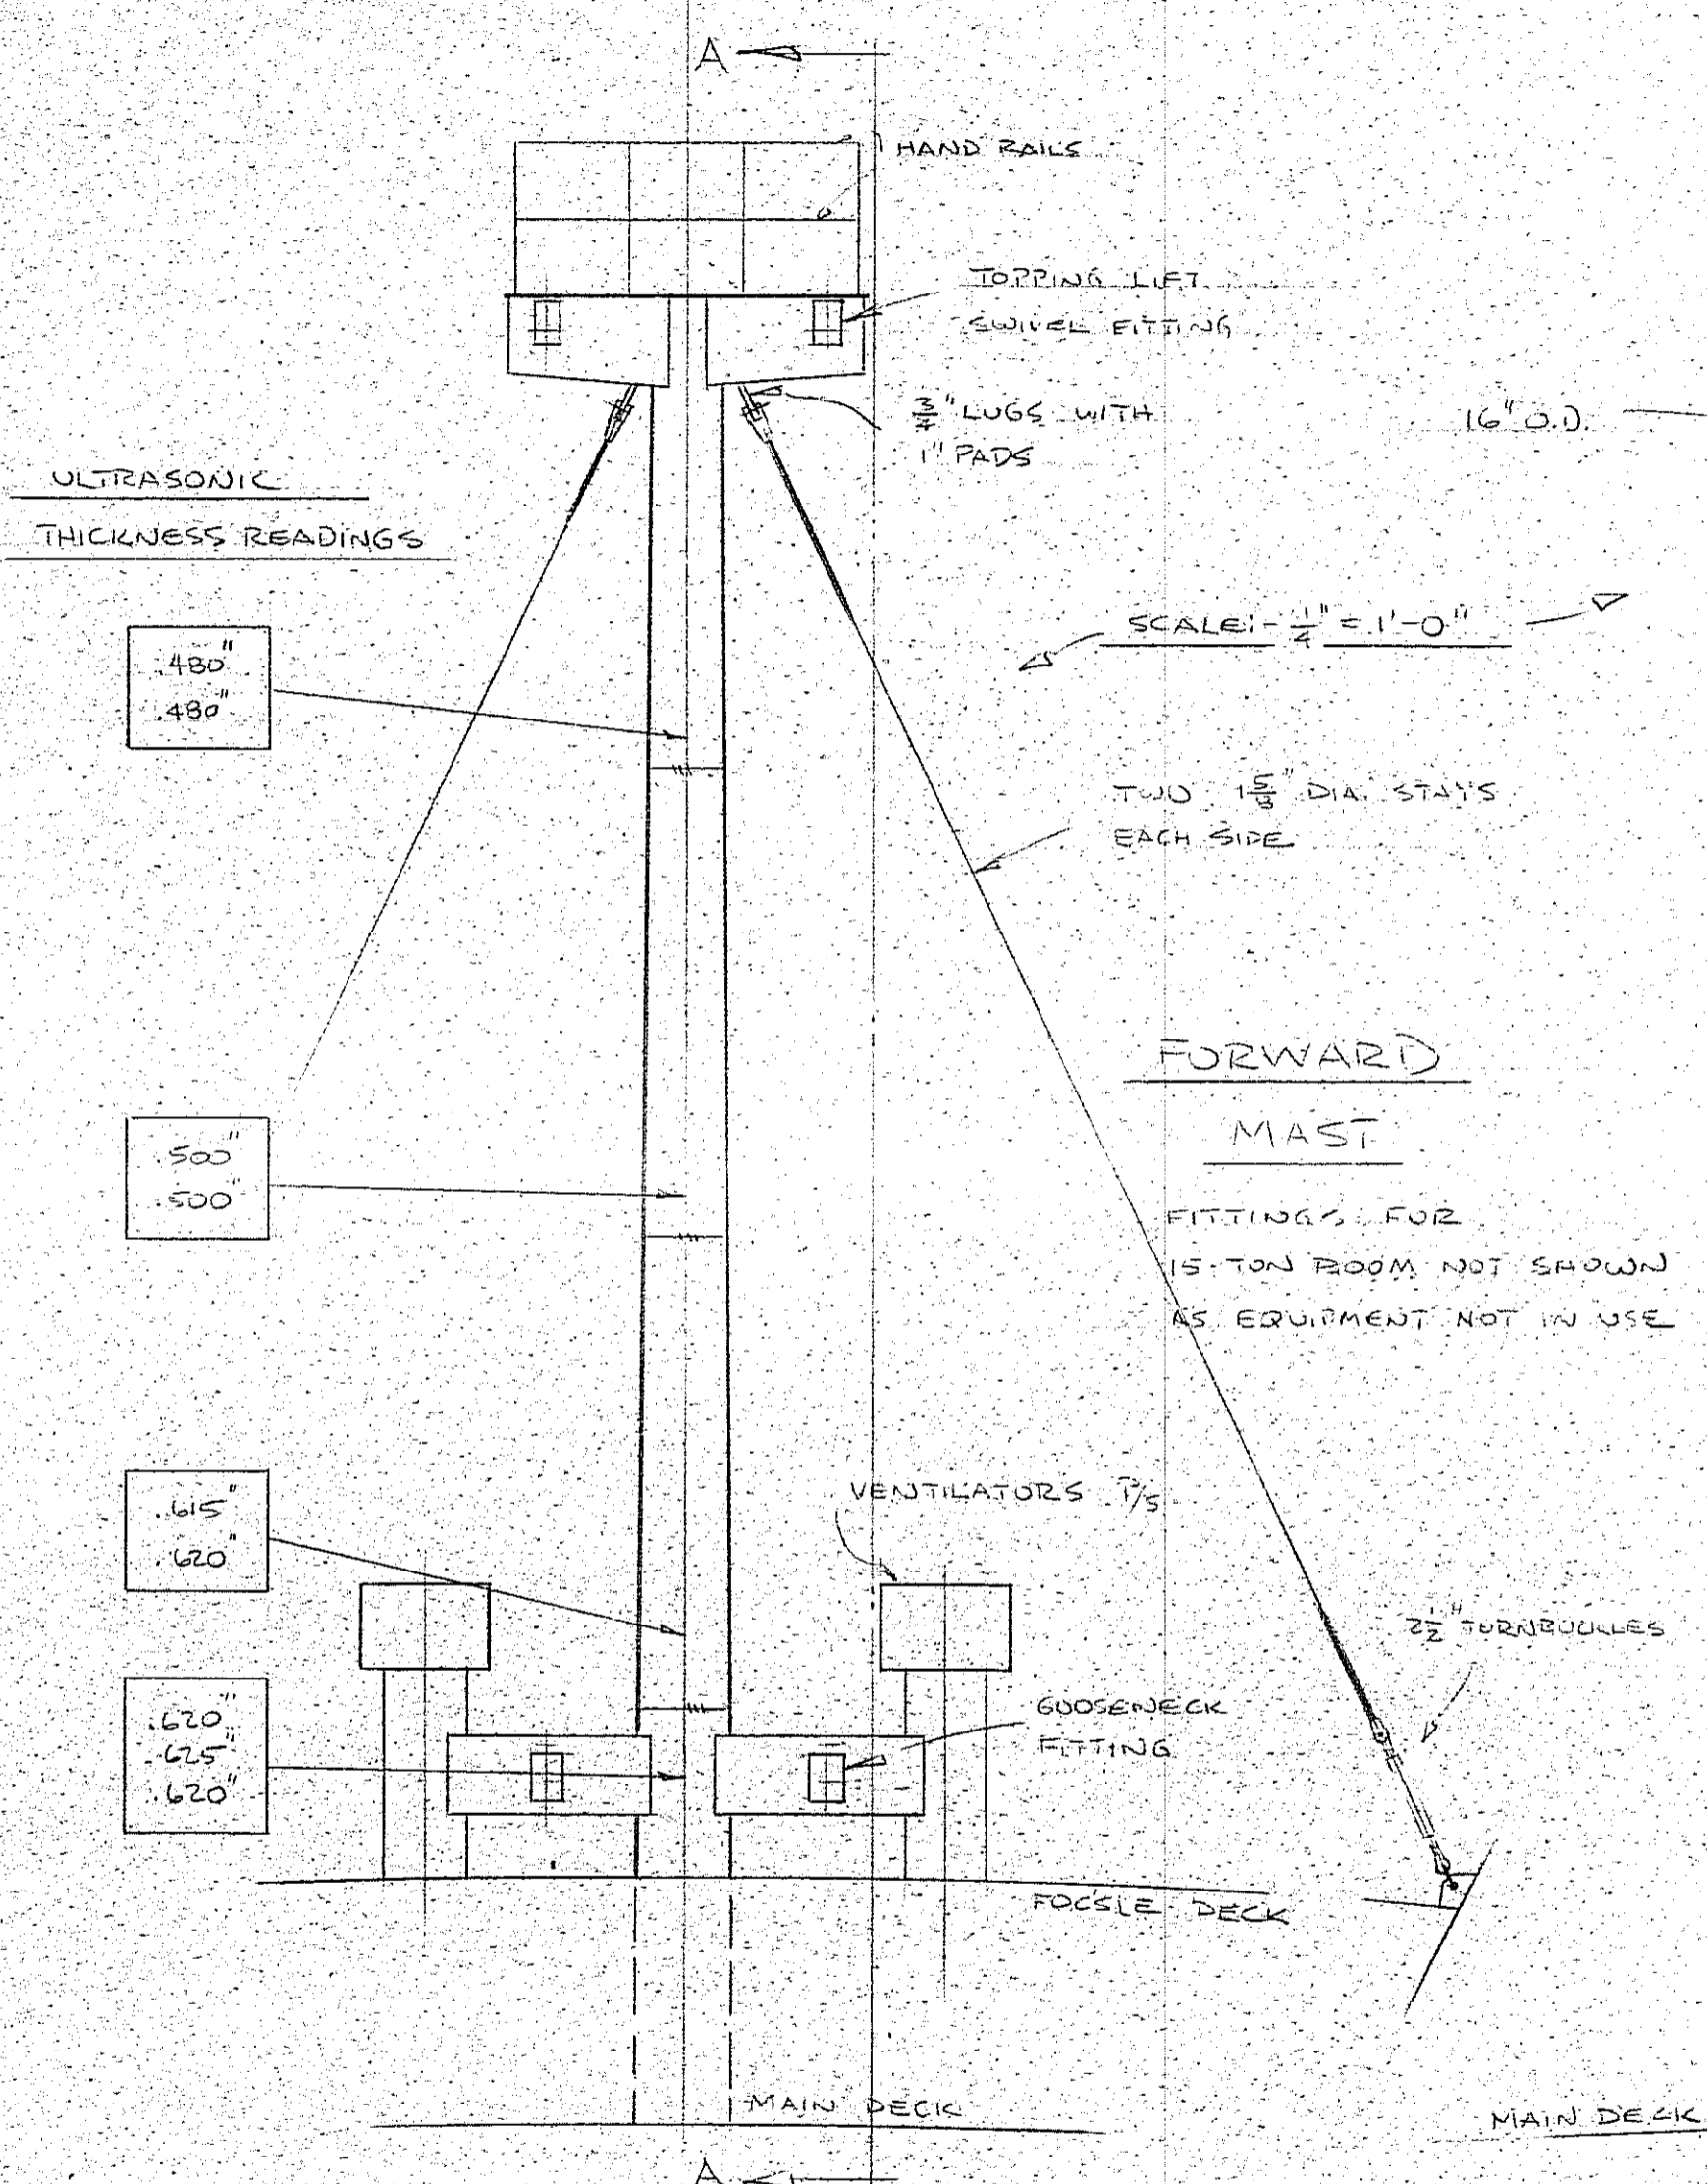 A
HAND RAILS
TOPPING LIFT
SWIVEL FITTING
3/4" LUGS WITH
1" PADS
16" O.D.
ULTRASONIC
THICKNESS READINGS
SCALE:- 1/4" = 1'-0"
.480"
.480"
TWO 1 5/8" DIA. STAYS
EACH SIDE
FORWARD
MAST
.500"
.500"
FITTINGS FOR
15-TON BOOM NOT SHOWN
AS EQUIPMENT NOT IN USE
VENTILATORS P/S
.615"
.620"
2 1/2" TURNBUCKLES
GOOSENECK
FITTING
.620"
.625"
.620"
FOC'SLE DECK
MAIN DECK
MAIN DECK
A